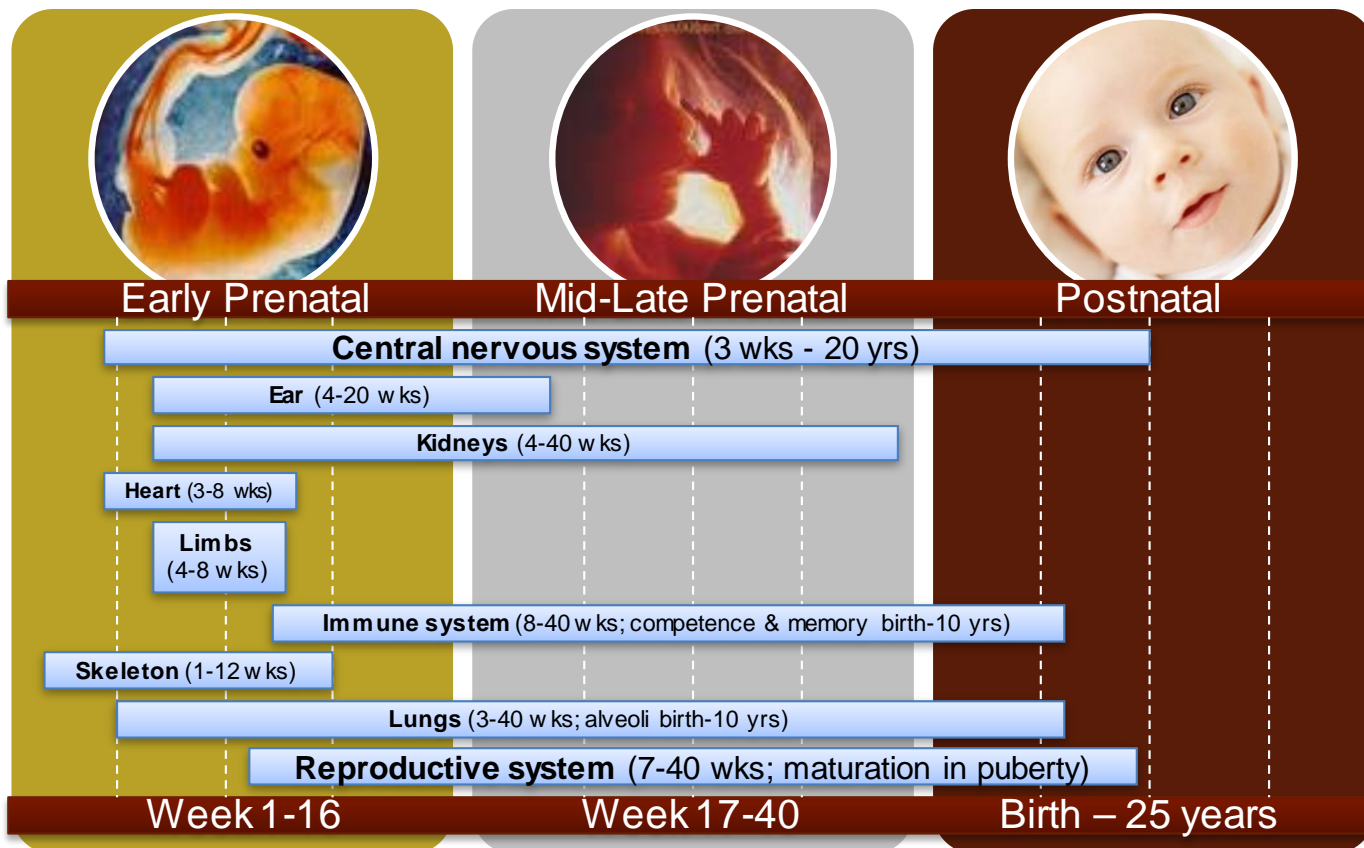 Early Prenatal
Mid-Late Prenatal
Postnatal
Central nervous system (3 wks - 20 yrs)
Ear (4-20 wks)
Kidneys (4-40 wks)
Heart (3-8 wks)
Limbs
(4-8 wks)
Immune system (8-40 wks; competence & memory birth-10 yrs)
Skeleton (1-12 wks)
Lungs (3-40 wks; alveoli birth-10 yrs)
Reproductive system (7-40 wks; maturation in puberty)
Week 1-16
Week 17-40
Birth – 25 years